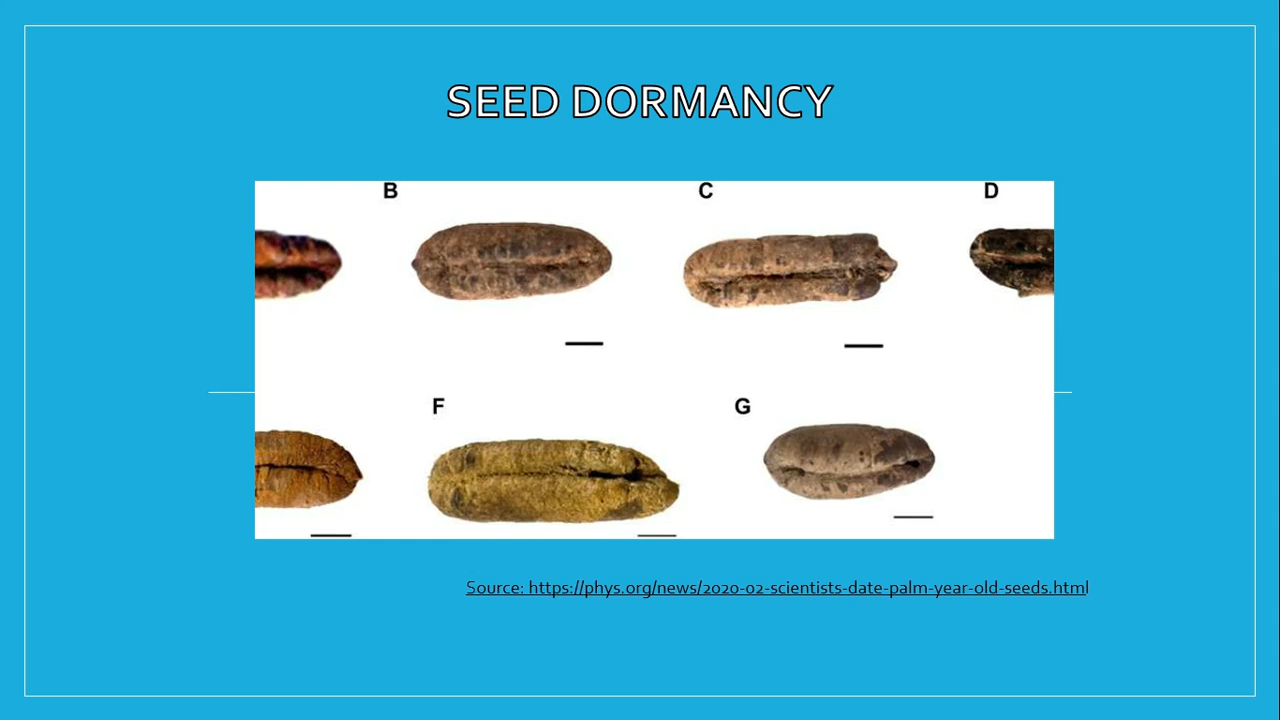 SEED DORMANCY
B
C
D
F
G
Source: https://phys.org/news/2020-02-scientists-date-palm-year-old-seeds.html